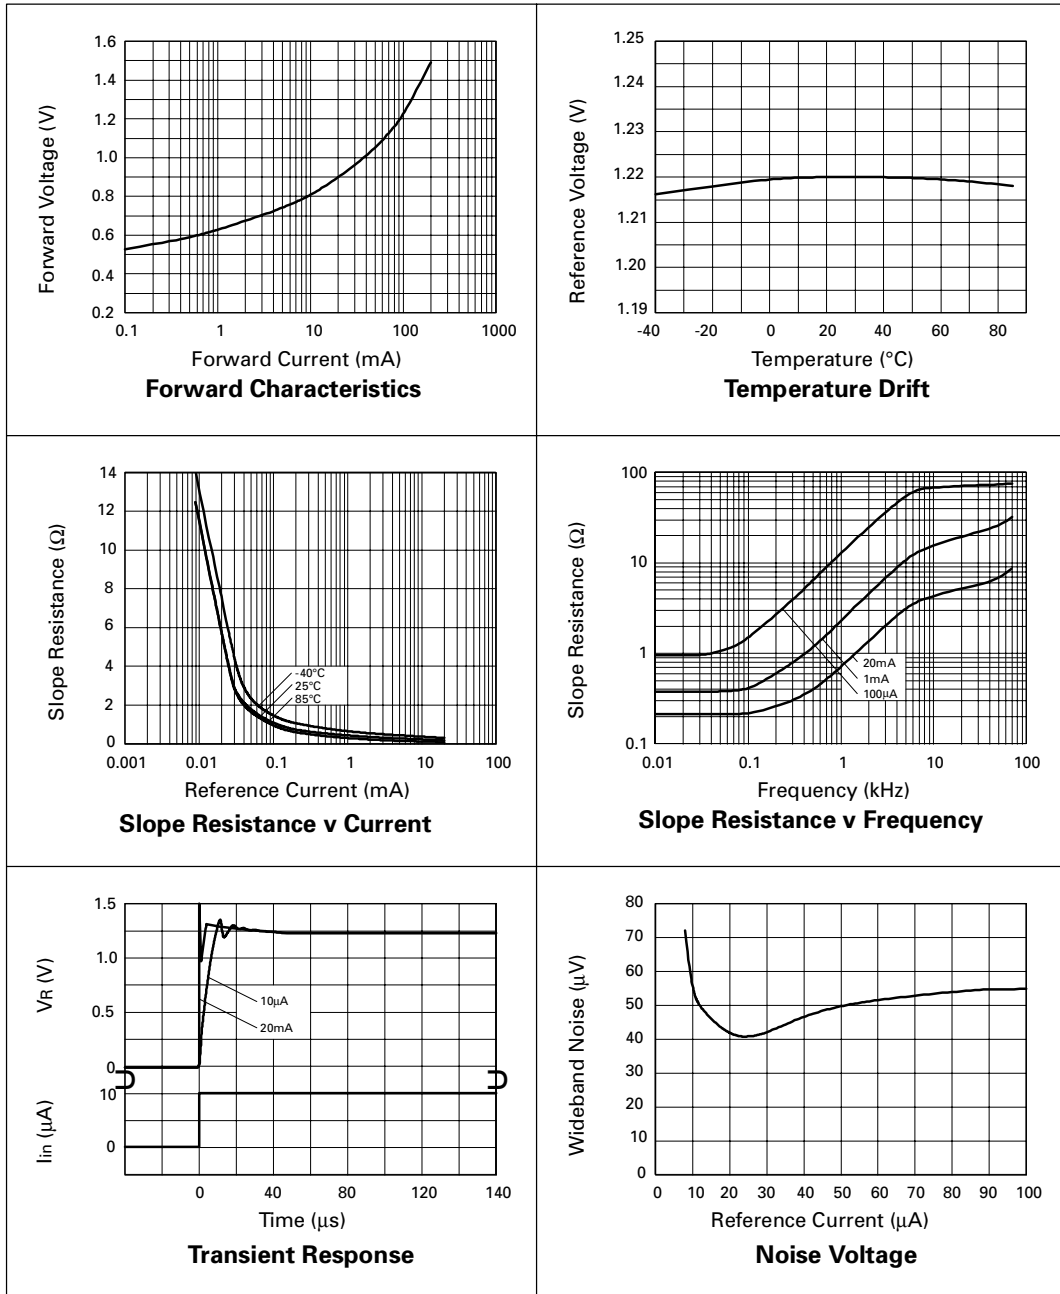 1.6
1.4
1.2
1.0
0.8
0.6
0.4
0.2
Forward Voltage (V)
0.1 1 10 100 1000
Forward Current (mA)
Forward Characteristics
1.25
1.24
1.23
1.22
1.21
1.20
1.19
Reference Voltage (V)
-40 -20 0 20 40 60 80
Temperature (°C)
Temperature Drift
14
12
10
8
6
4
2
0
Slope Resistance (Ω)
-40°C
25°C
85°C
0.001 0.01 0.1 1 10 100
Reference Current (mA)
Slope Resistance v Current
100
10
1
0.1
Slope Resistance (Ω)
20mA
1mA
100µA
0.01 0.1 1 10 100
Frequency (kHz)
Slope Resistance v Frequency
1.5
1.0
0.5
0
VR (V)
10µA
20mA
10
0
Iin (µA)
0 40 80 120 140
Time (µs)
Transient Response
80
70
60
50
40
30
20
10
0
Wideband Noise (µV)
0 10 20 30 40 50 60 70 80 90 100
Reference Current (µA)
Noise Voltage